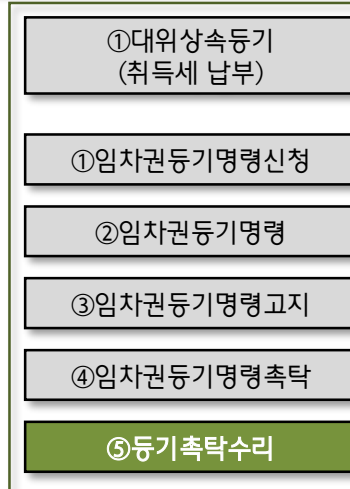 ①대위상속등기
(취득세 납부)
①임차권등기명령신청
②임차권등기명령
③임차권등기명령고지
④임차권등기명령촉탁
⑤등기촉탁수리